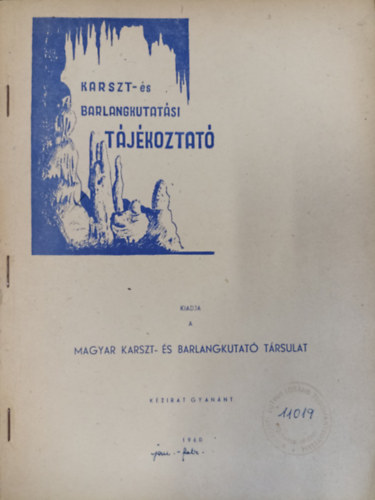 KARSZT- és
BARLANGKUTATÁSI
TÁJÉKOZTATÓ
KIADJA
A
MAGYAR KARSZT- ÉS BARLANGKUTATÓ TÁRSULAT
KÉZIRAT GYANÁNT
11019
1960